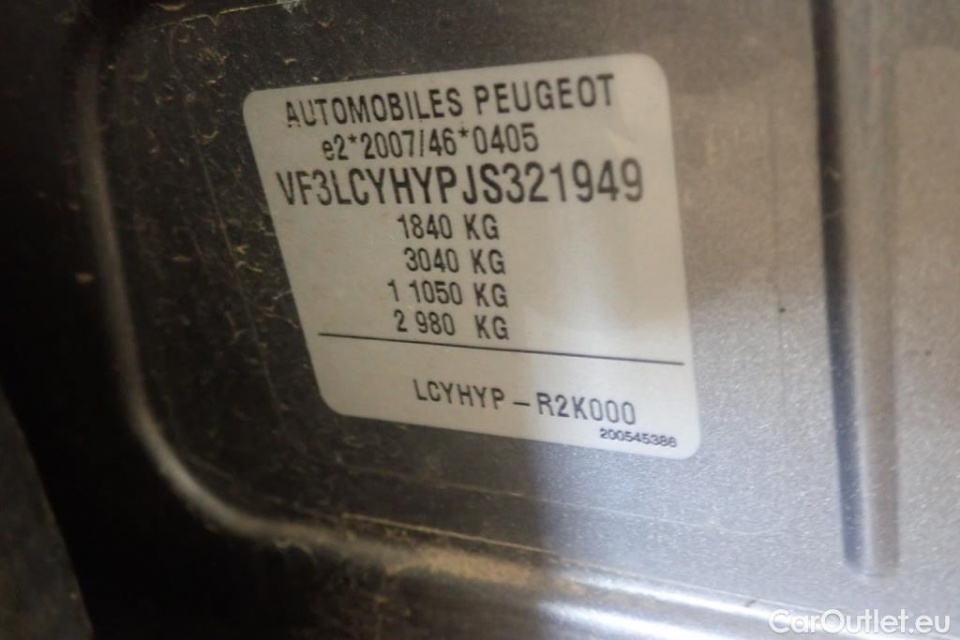 AUTOMOBILES PEUGEOT
e2*2007/46*0405
VF3LCYHYPJS321949
1840 KG
3040 KG
1 1050 KG
2 980 KG
LCYHYP - R2K000
200545386
CarOutlet.eu